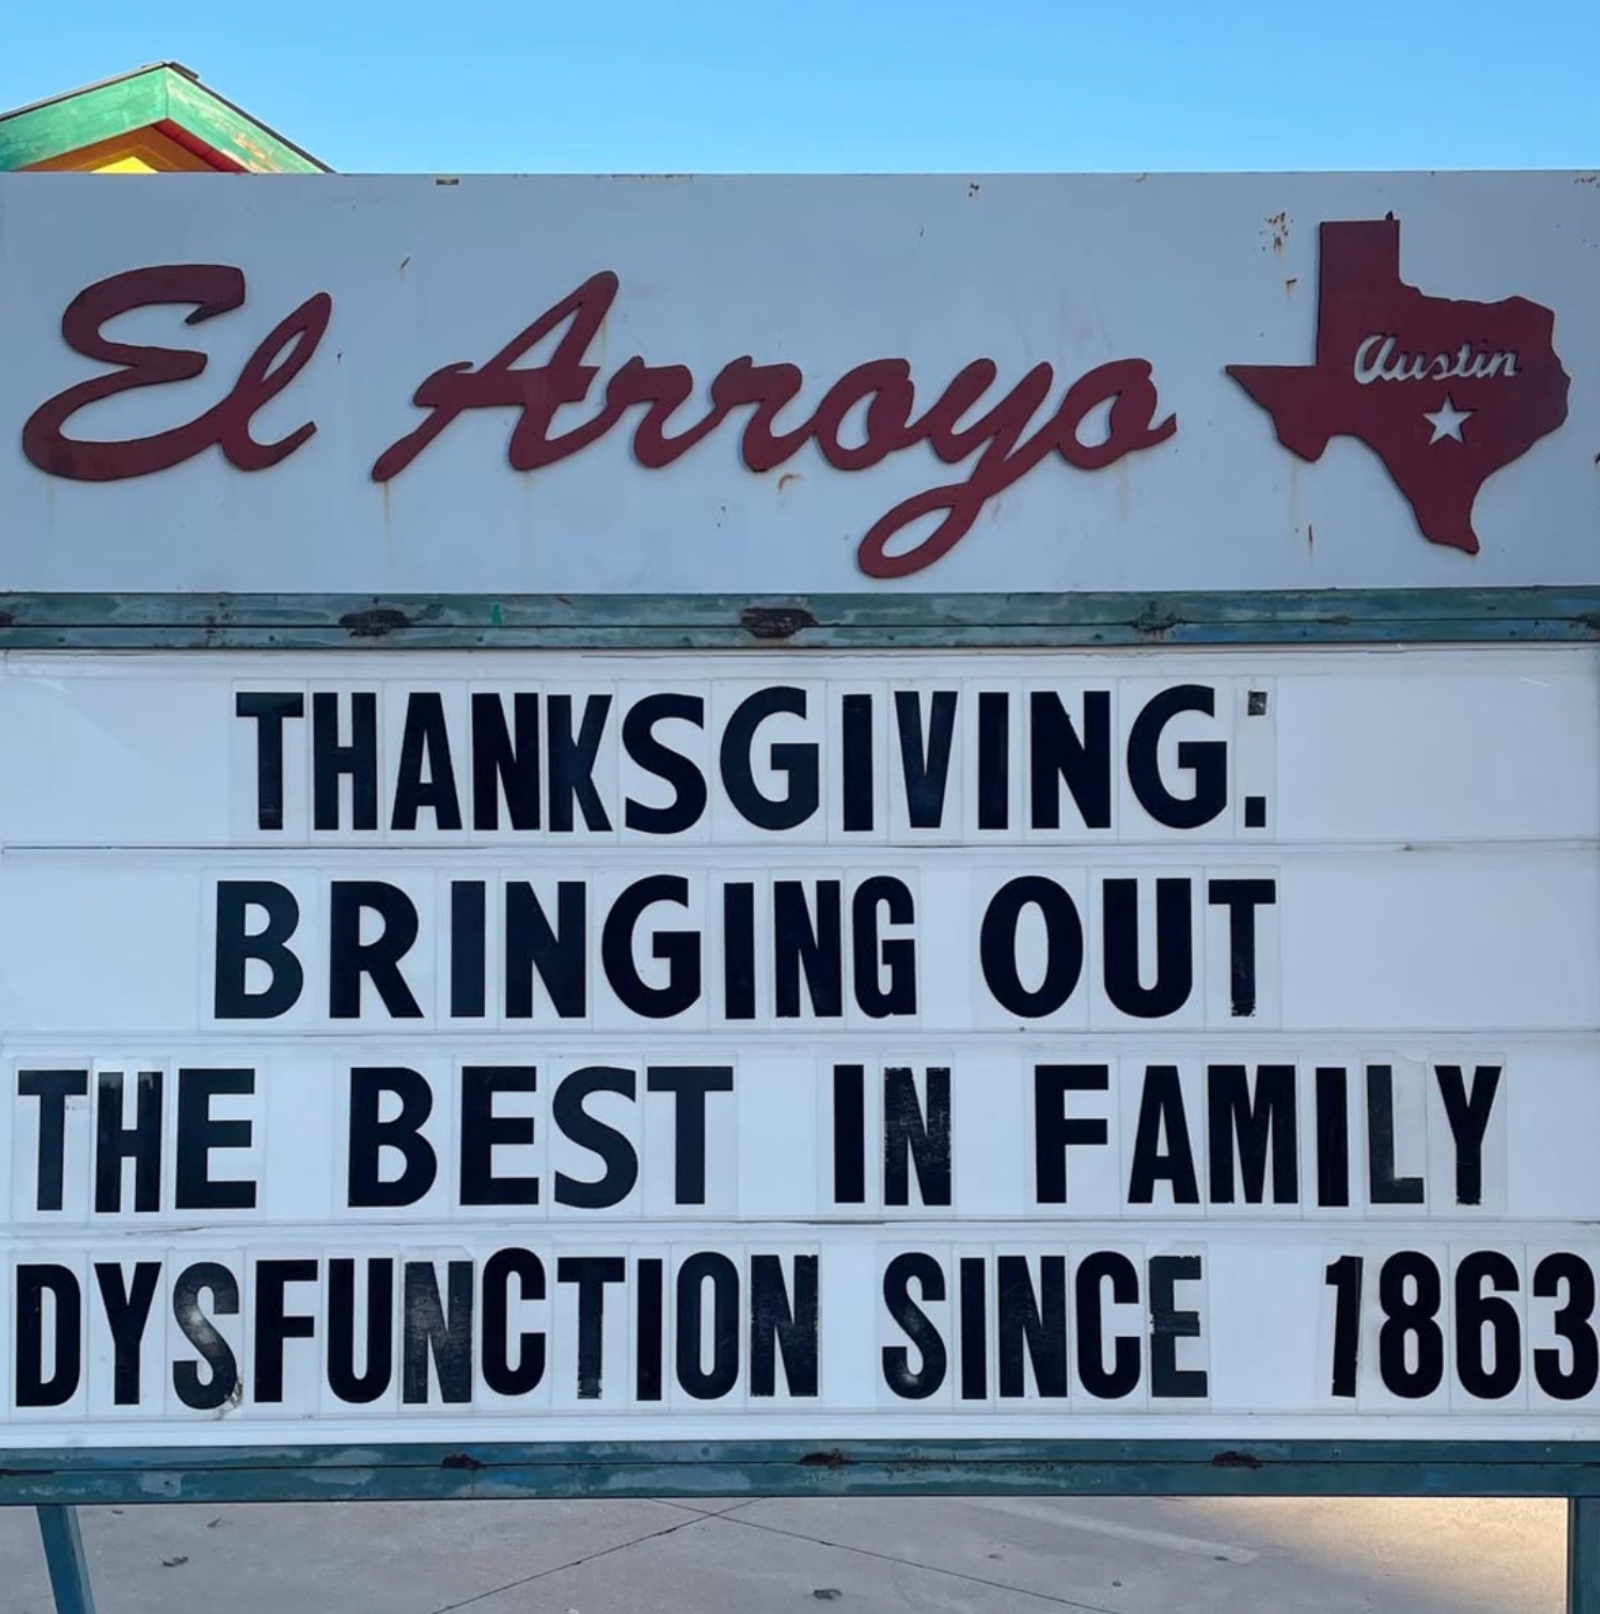 El Arroyo
Austin
THANKSGIVING:
BRINGING OUT
THE BEST IN FAMILY
DYSFUNCTION SINCE 1863